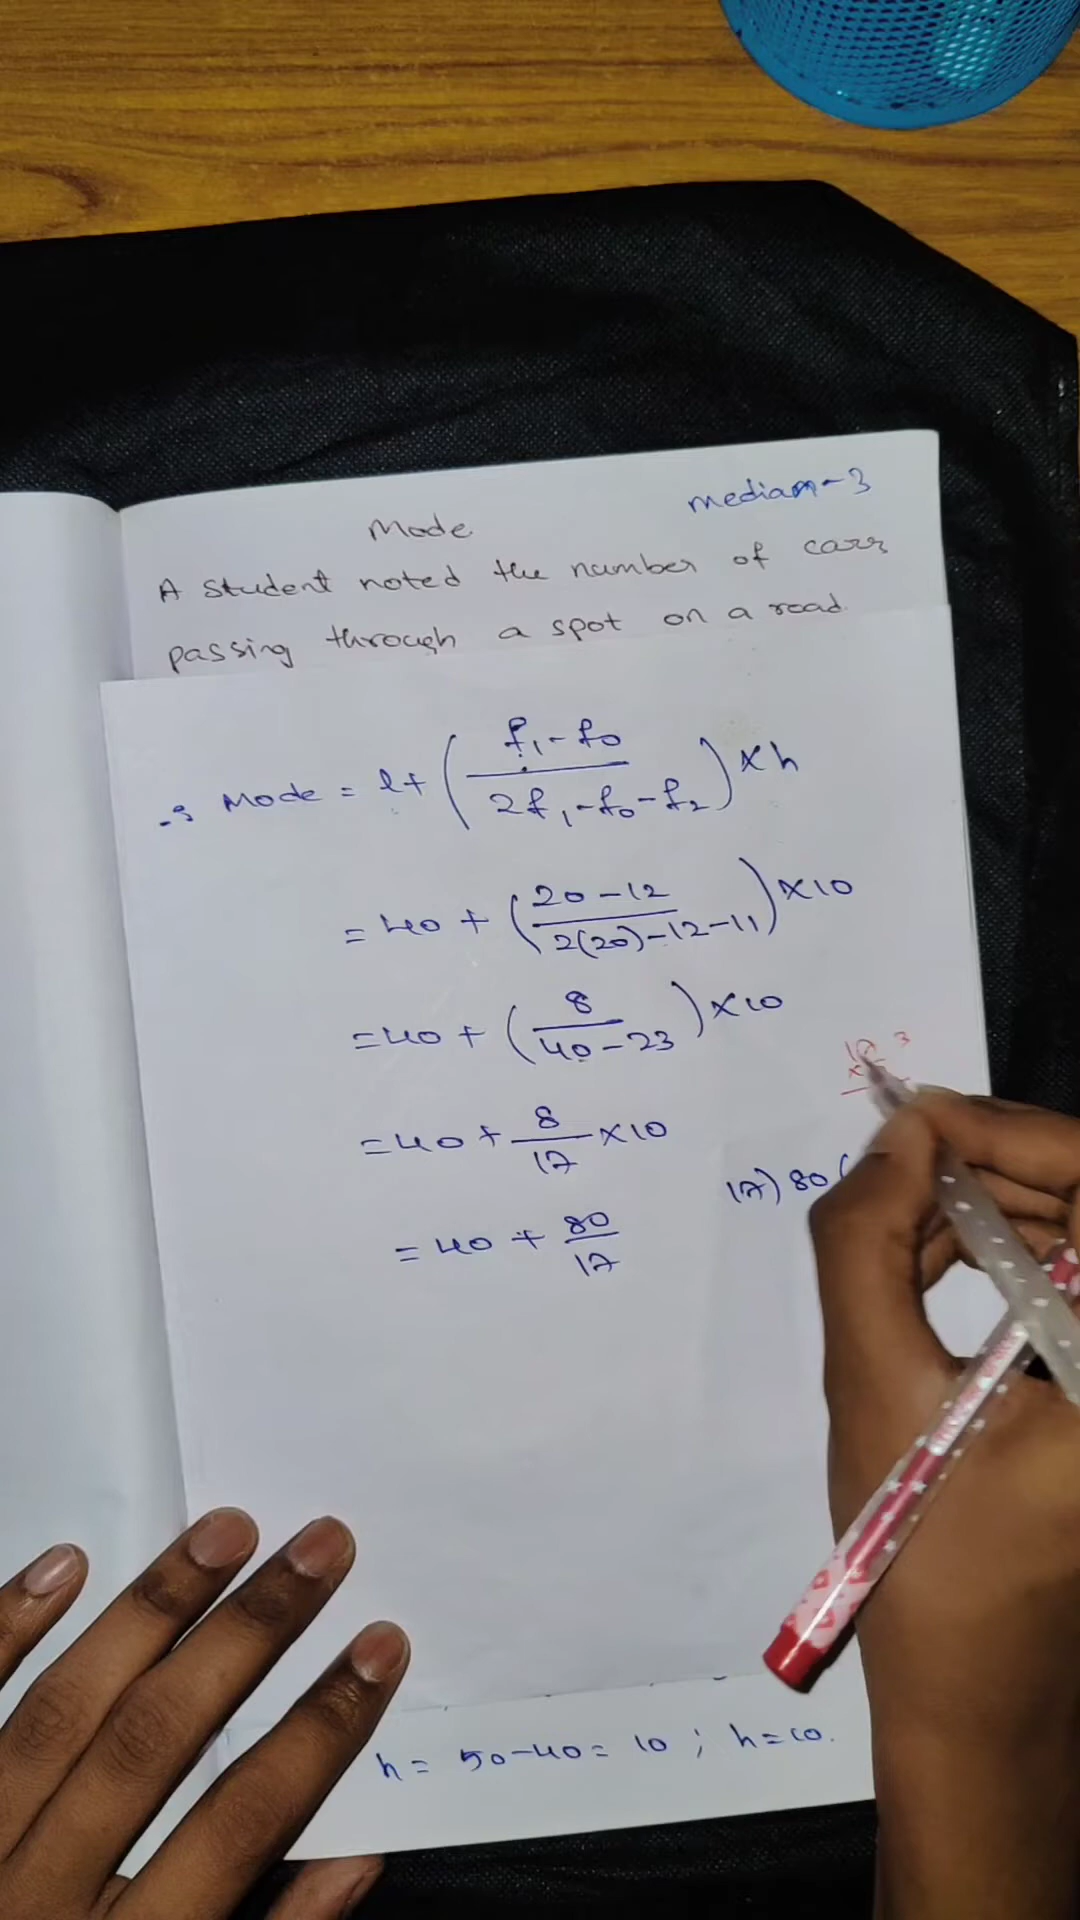 median-3
Mode
A student noted the number of cars
passing through a spot on a road.
Mode = l+ (f₁-f₀ / 2f₁-f₀-f₂) ×h
= 40 + (20-12 / 2(20)-12-11) ×10
= 40 + (8 / 40-23) ×10
= 40 + 8/17 ×10
= 40 + 80/17
17 3
×
17) 80 (
h = 50-40 = 10 ; h=10.